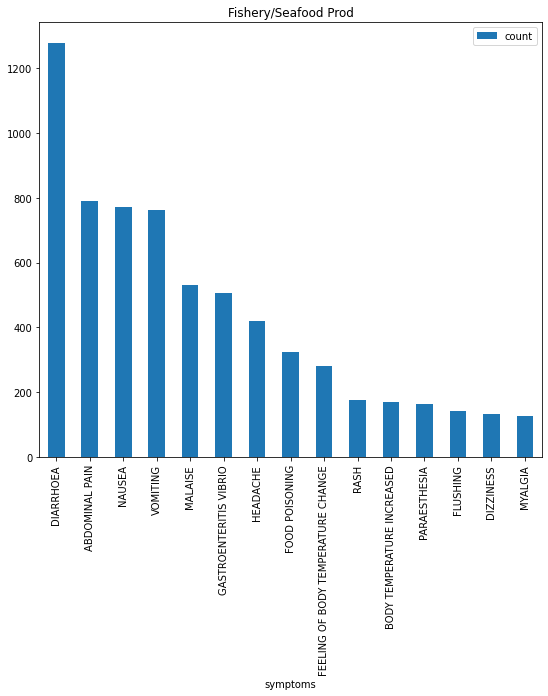 Fishery/Seafood Prod
count
1200
1000
800
600
400
200
0
DIARRHOEA
ABDOMINAL PAIN
NAUSEA
VOMITING
MALAISE
GASTROENTERITIS VIBRIO
HEADACHE
FOOD POISONING
FEELING OF BODY TEMPERATURE CHANGE
RASH
BODY TEMPERATURE INCREASED
PARAESTHESIA
FLUSHING
DIZZINESS
MYALGIA
symptoms